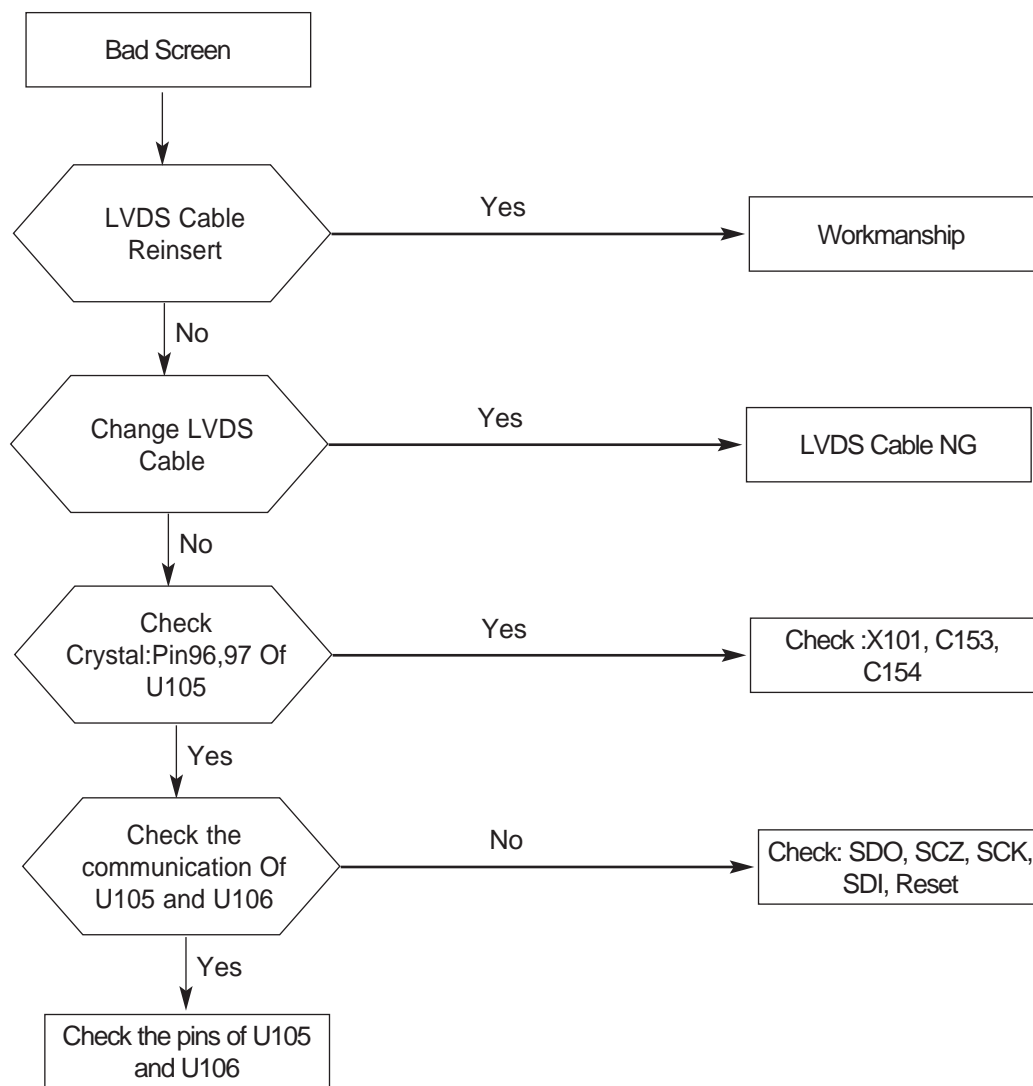 Bad Screen
LVDS Cable
Reinsert
Yes
Workmanship
No
Change LVDS
Cable
Yes
LVDS Cable NG
No
Check
Crystal:Pin96,97 Of
U105
Yes
Check :X101, C153,
C154
Yes
Check the
communication Of
U105 and U106
No
Check: SDO, SCZ, SCK,
SDI, Reset
Yes
Check the pins of U105
and U106